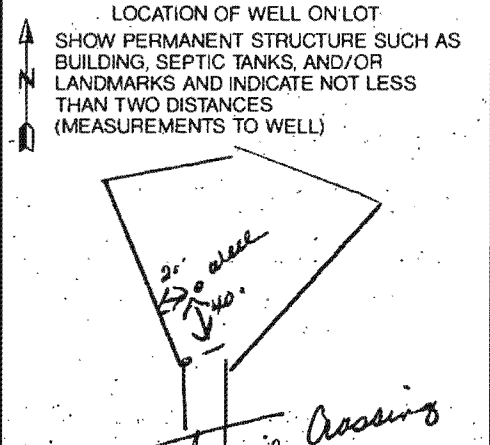 LOCATION OF WELL ON LOT
SHOW PERMANENT STRUCTURE SUCH AS
BUILDING, SEPTIC TANKS, AND/OR
N LANDMARKS AND INDICATE NOT LESS
THAN TWO DISTANCES
(MEASUREMENTS TO WELL)
well
40'
Crossing